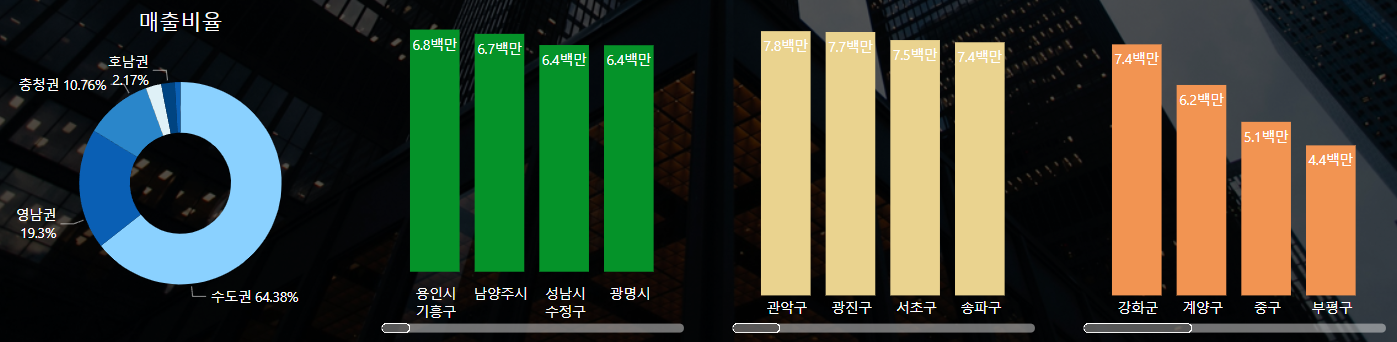 매출비율
호남권
2.17%
충청권 10.76%
영남권
19.3%
수도권 64.38%
6.8백만
6.7백만
6.4백만
6.4백만
용인시
기흥구
남양주시
성남시
수정구
광명시
7.8백만
7.7백만
7.5백만
7.4백만
관악구
광진구
서초구
송파구
7.4백만
6.2백만
5.1백만
4.4백만
강화군
계양구
중구
부평구